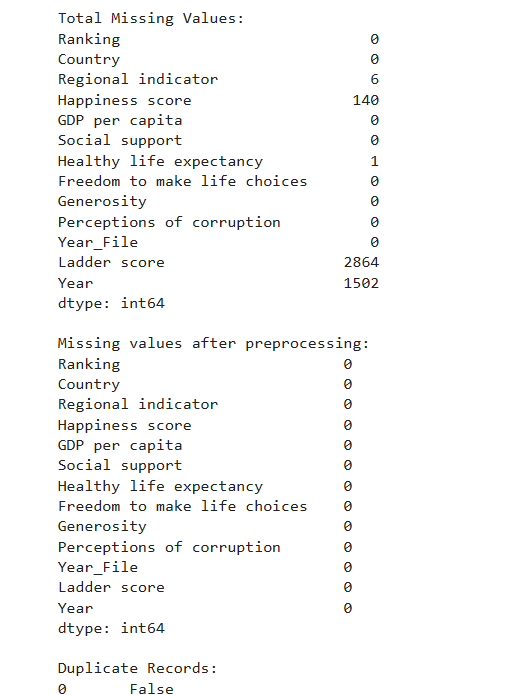 Total Missing Values:
Ranking 0
Country 0
Regional indicator 6
Happiness score 140
GDP per capita 0
Social support 0
Healthy life expectancy 1
Freedom to make life choices 0
Generosity 0
Perceptions of corruption 0
Year_File 0
Ladder score 2864
Year 1502
dtype: int64
Missing values after preprocessing:
Ranking 0
Country 0
Regional indicator 0
Happiness score 0
GDP per capita 0
Social support 0
Healthy life expectancy 0
Freedom to make life choices 0
Generosity 0
Perceptions of corruption 0
Year_File 0
Ladder score 0
Year 0
dtype: int64
Duplicate Records:
0 False